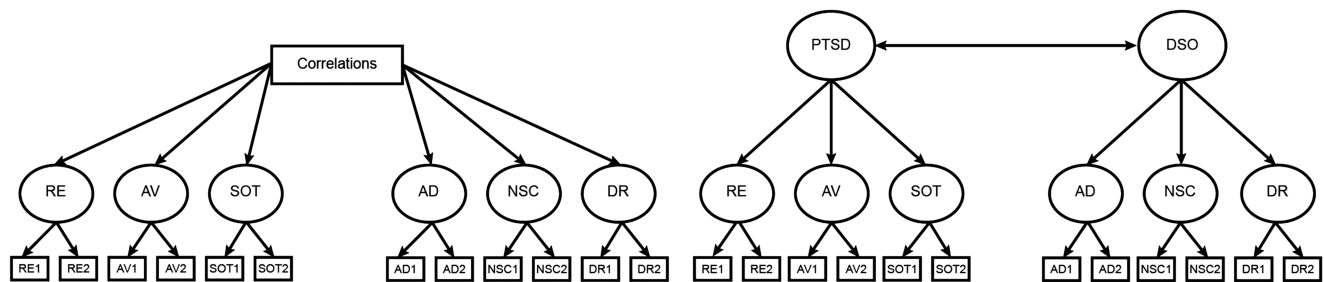 Correlations
RE AV SOT AD NSC DR
RE1 RE2 AV1 AV2 SOT1 SOT2 AD1 AD2 NSC1 NSC2 DR1 DR2
PTSD DSO
RE AV SOT AD NSC DR
RE1 RE2 AV1 AV2 SOT1 SOT2 AD1 AD2 NSC1 NSC2 DR1 DR2